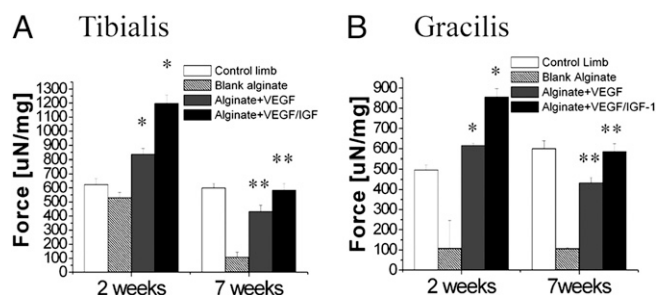 A Tibialis
Force [uN/mg]
1300
1200
1100
1000
900
800
700
600
500
400
300
200
100
0
*
*
**
**
Control limb
Blank alginate
Alginate+VEGF
Alginate+VEGF/IGF
2 weeks 7 weeks
B Gracilis
Force [uN/mg]
900
800
700
600
500
400
300
200
100
0
*
*
**
**
Control Limb
Blank Alginate
Alginate+VEGF
Alginate+VEGF/IGF-1
2 weeks 7weeks